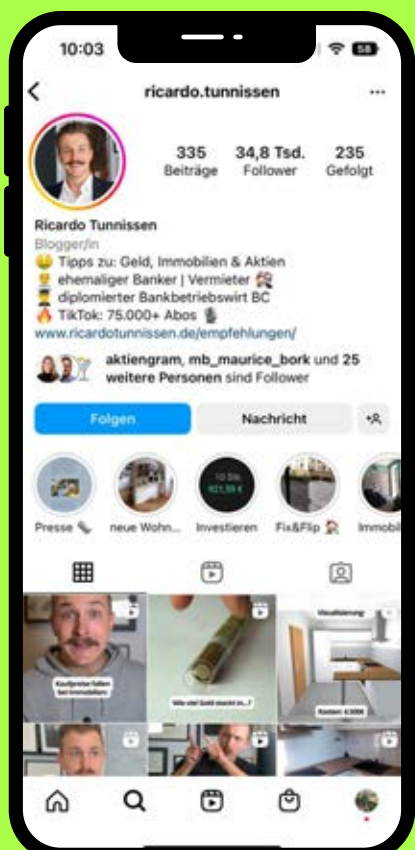 10:03
58
ricardo.tunnissen
335
34,8 Tsd.
235
Beiträge
Follower
Gefolgt
Ricardo Tunnissen
Blogger/in
Tipps zu: Geld, Immobilien & Aktien
ehemaliger Banker | Vermieter
diplomierter Bankbetriebswirt BC
TikTok: 75.000+ Abos
www.ricardotunnissen.de/empfehlungen/
aktiengram, mb_maurice_bork und 25
weitere Personen sind Follower
Folgen
Nachricht
Presse
neue Wohn...
Investieren
Fix&Flip
Immobil
Kaufpreise fallen
bei Immobilien:
Wie viel Gold steckt in...?
Visualisierung:
Kosten: 4.300€